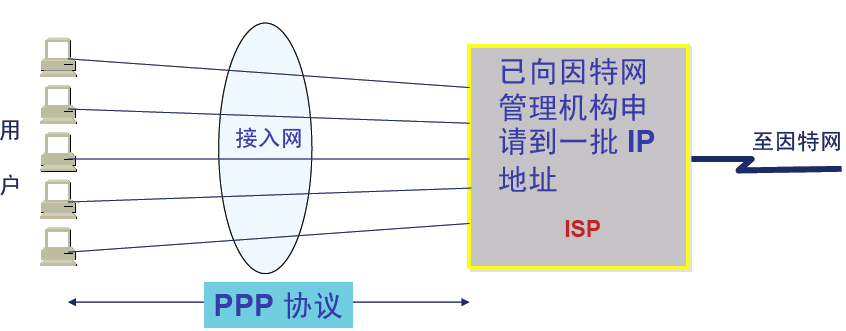 用
户
接入网
已向因特网
管理机构申
请到一批 IP
地址
ISP
至因特网
PPP 协议